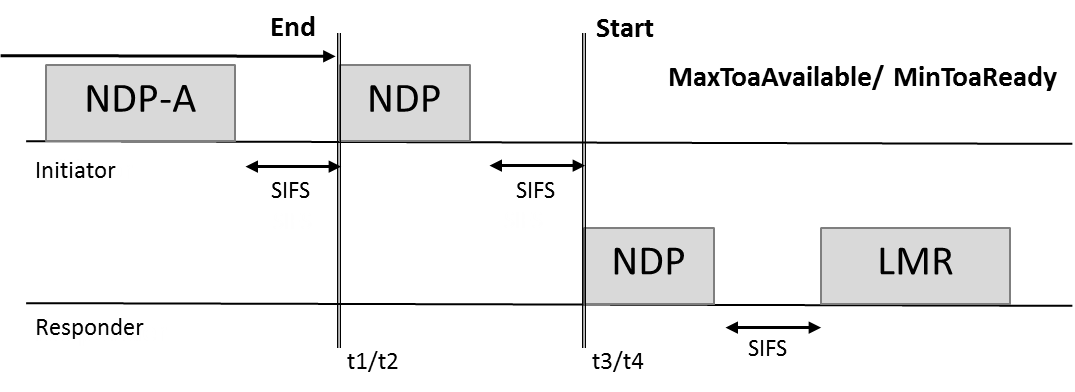 End
Start
MaxToaAvailable/ MinToaReady
NDP-A
NDP
Initiator
SIFS
SIFS
NDP
LMR
Responder
SIFS
t1/t2
t3/t4